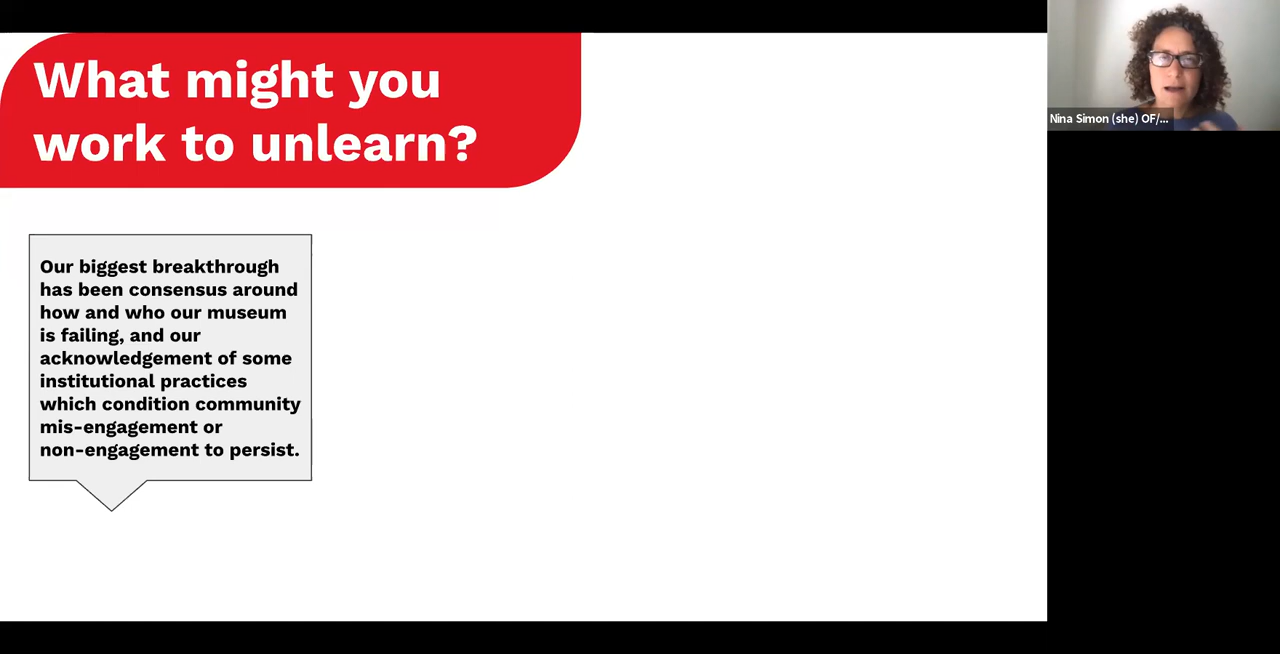 What might you
work to unlearn?
Our biggest breakthrough
has been consensus around
how and who our museum
is failing, and our
acknowledgement of some
institutional practices
which condition community
mis-engagement or
non-engagement to persist.
Nina Simon (she) OF/...